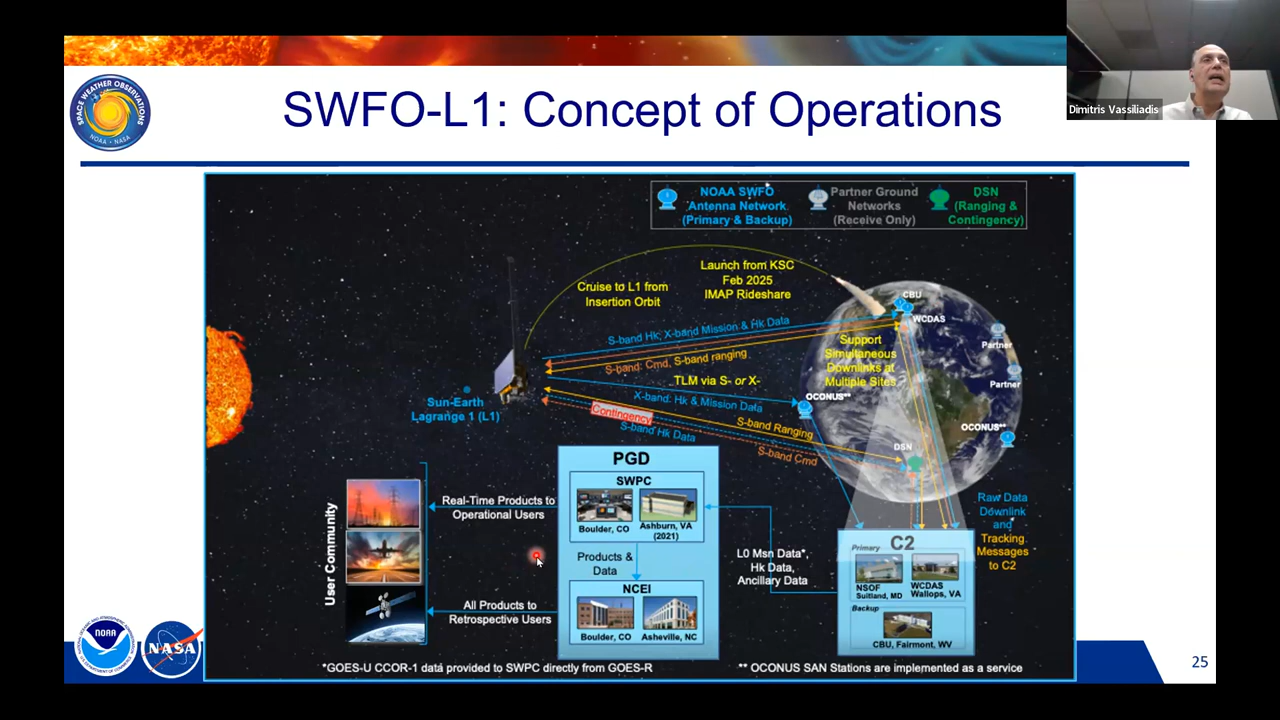 Dimitris Vassiliadis
SPACE WEATHER OBSERVATIONS
NOAA • NASA
SWFO-L1: Concept of Operations
NOAA SWFO
Antenna Network
(Primary & Backup)
Partner Ground
Networks
(Receive Only)
DSN
(Ranging &
Contingency)
Launch from KSC
Feb 2025
IMAP Rideshare
Cruise to L1 from
Insertion Orbit
CBU
WCDAS
Partner
Partner
S-band Hk, X-band Mission & Hk Data
S-band: Cmd, S-band ranging
Support
Simultaneous
Downlinks at
Multiple Sites
TLM via S- or X-
X-band: Hk & Mission Data
OCONUS**
Sun-Earth
Lagrange 1 (L1)
Contingency
S-band Ranging
S-band Hk Data
S-band Cmd
OCONUS**
DSN
PGD
SWPC
Boulder, CO
Ashburn, VA
(2021)
Products &
Data
NCEI
Boulder, CO
Asheville, NC
User Community
Real-Time Products to
Operational Users
All Products to
Retrospective Users
L0 Msn Data*,
Hk Data,
Ancillary Data
C2
Primary
NSOF
Suitland, MD
WCDAS
Wallops, VA
Backup
CBU, Fairmont, WV
Raw Data
Downlink
and
Tracking
Messages
to C2
*GOES-U CCOR-1 data provided to SWPC directly from GOES-R
** OCONUS SAN Stations are implemented as a service
NOAA
NASA
25